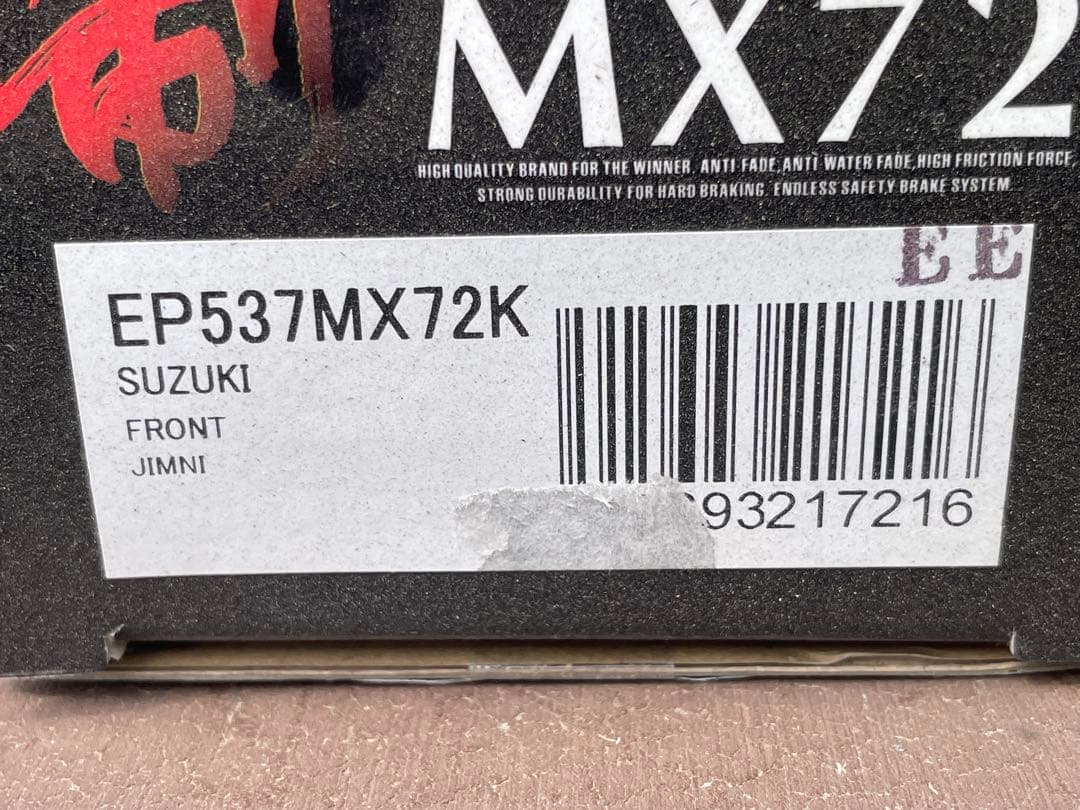 MX72
HIGH QUALITY BRAND FOR THE WINNER. ANTI FADE, ANTI WATER FADE, HIGH FRICTION FORCE,
STRONG DURABILITY FOR HARD BRAKING. ENDLESS SAFETY BRAKE SYSTEM.
EE
EP537MX72K
SUZUKI
FRONT
JIMNI
93217216